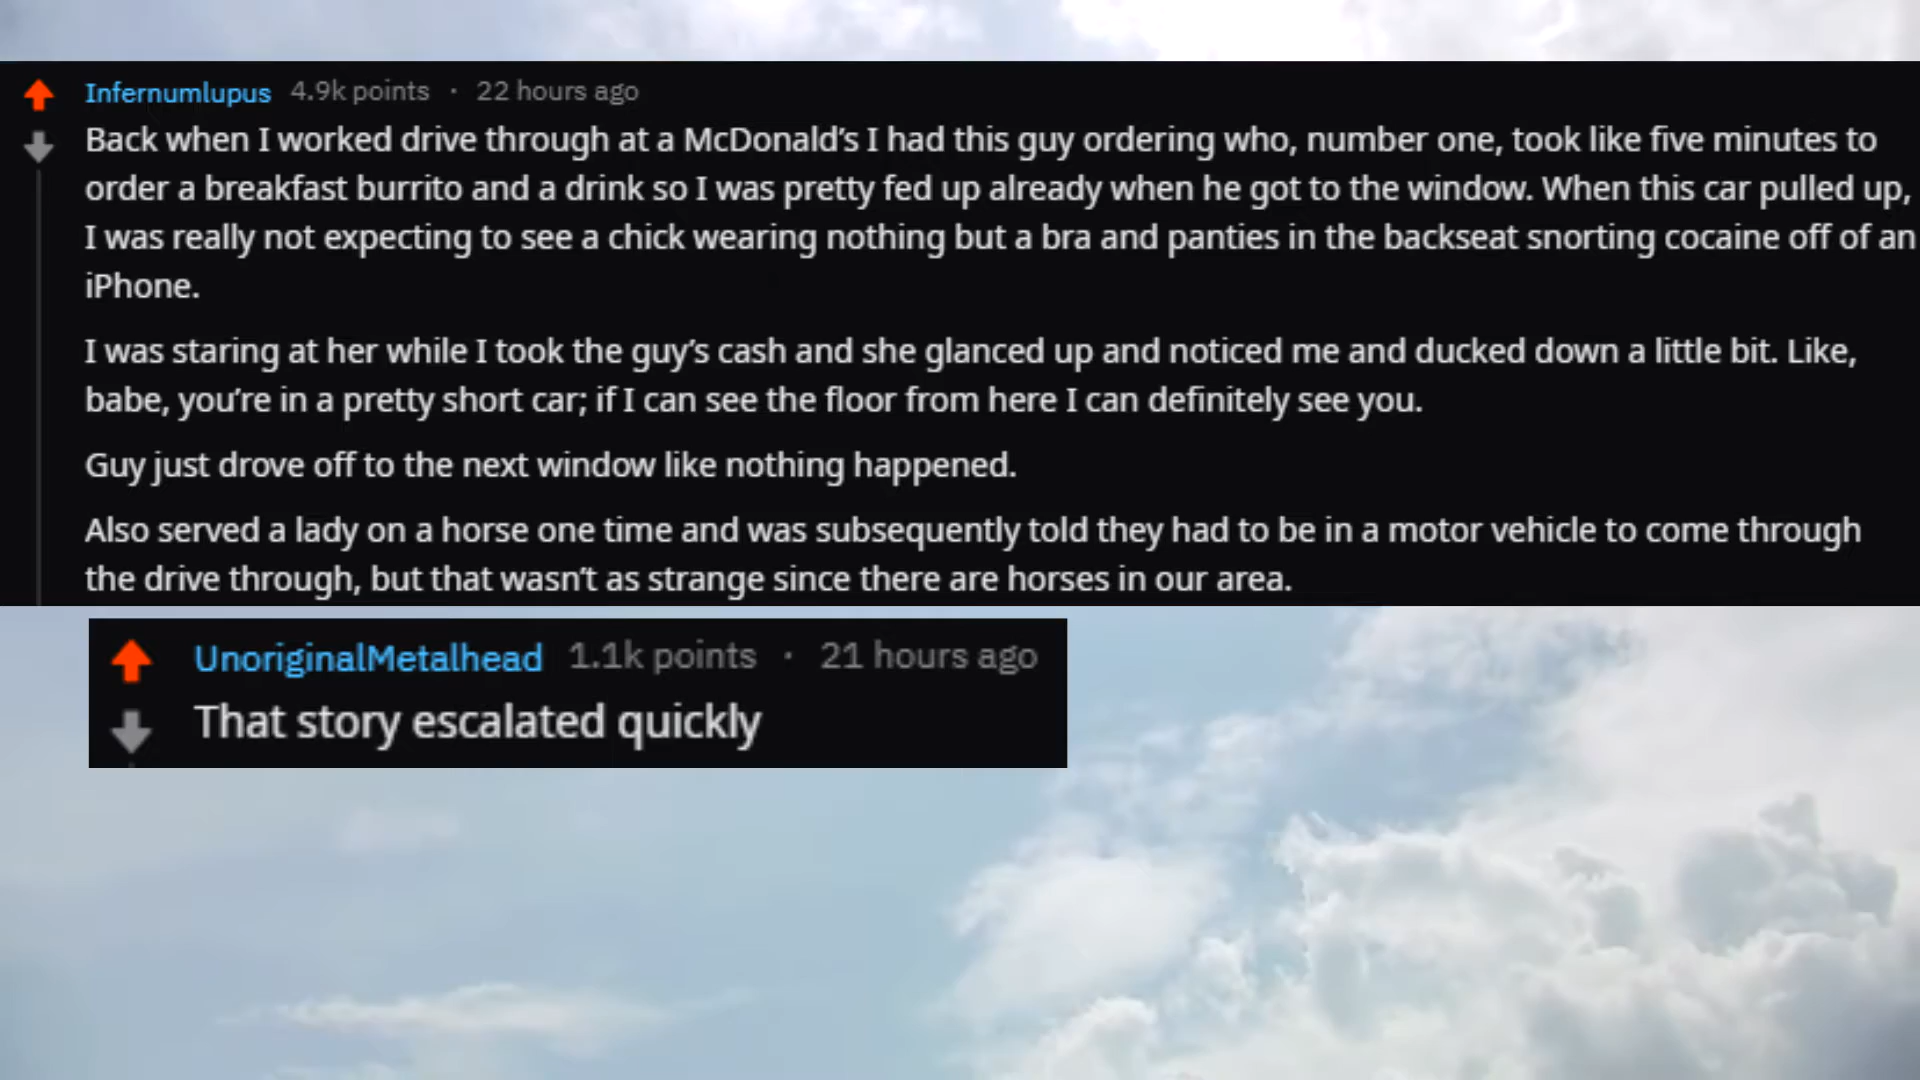 Infernumlupus 4.9k points · 22 hours ago
Back when I worked drive through at a McDonald’s I had this guy ordering who, number one, took like five minutes to
order a breakfast burrito and a drink so I was pretty fed up already when he got to the window. When this car pulled up,
I was really not expecting to see a chick wearing nothing but a bra and panties in the backseat snorting cocaine off of an
iPhone.
I was staring at her while I took the guy’s cash and she glanced up and noticed me and ducked down a little bit. Like,
babe, you’re in a pretty short car; if I can see the floor from here I can definitely see you.
Guy just drove off to the next window like nothing happened.
Also served a lady on a horse one time and was subsequently told they had to be in a motor vehicle to come through
the drive through, but that wasn’t as strange since there are horses in our area.
UnoriginalMetalhead 1.1k points · 21 hours ago
That story escalated quickly